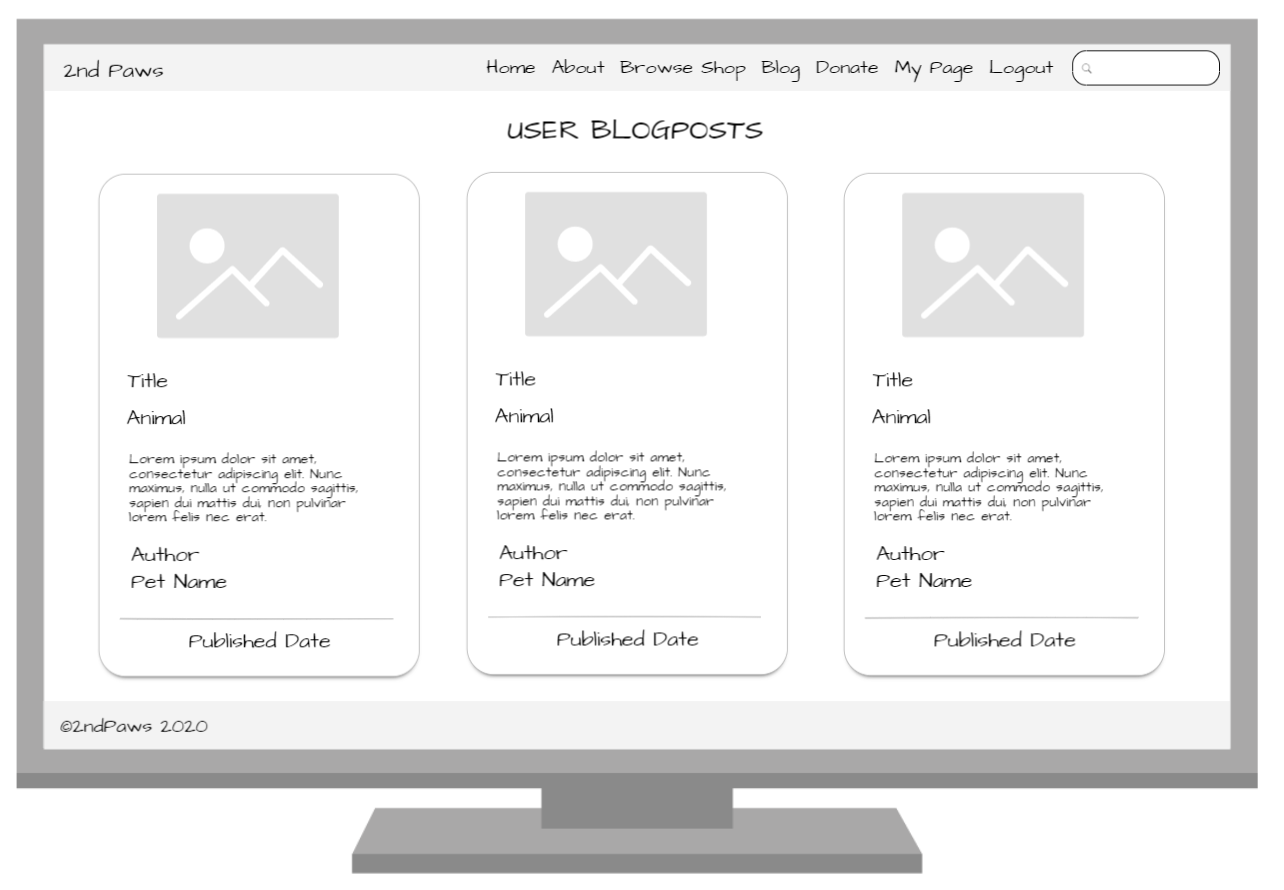 2nd Paws
Home About Browse Shop Blog Donate My Page Logout
USER BLOGPOSTS
Title
Animal
Lorem ipsum dolor sit amet,
consectetur adipiscing elit. Nunc
maximus, nulla ut commodo sagittis,
sapien dui mattis dui, non pulvinar
lorem felis nec erat.
Author
Pet Name
Published Date
Title
Animal
Lorem ipsum dolor sit amet,
consectetur adipiscing elit. Nunc
maximus, nulla ut commodo sagittis,
sapien dui mattis dui, non pulvinar
lorem felis nec erat.
Author
Pet Name
Published Date
Title
Animal
Lorem ipsum dolor sit amet,
consectetur adipiscing elit. Nunc
maximus, nulla ut commodo sagittis,
sapien dui mattis dui, non pulvinar
lorem felis nec erat.
Author
Pet Name
Published Date
©2ndPaws 2020